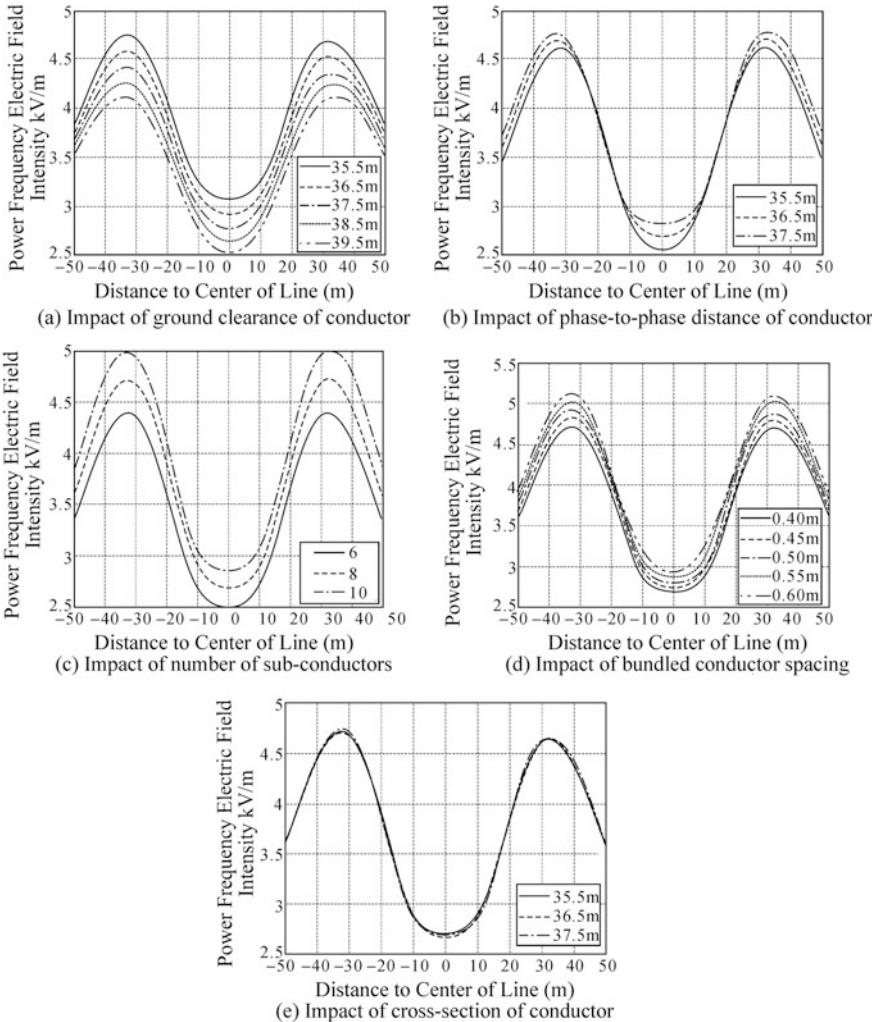 5
4.5
4
3.5
3
2.5
Power Frequency Electric Field
Intensity kV/m
35.5m
36.5m
37.5m
38.5m
39.5m
−50 −40 −30 −20 −10 0 10 20 30 40 50
Distance to Center of Line (m)
(a) Impact of ground clearance of conductor
5
4.5
4
3.5
3
2.5
Power Frequency Electric Field
Intensity kV/m
35.5m
36.5m
37.5m
−50 −40 −30 −20 −10 0 10 20 30 40 50
Distance to Center of Line (m)
(b) Impact of phase-to-phase distance of conductor
5
4.5
4
3.5
3
2.5
Power Frequency Electric Field
Intensity kV/m
6
8
10
−50 −40 −30 −20 −10 0 10 20 30 40 50
Distance to Center of Line (m)
(c) Impact of number of sub-conductors
5.5
5
4.5
4
3.5
3
2.5
2
Power Frequency Electric Field
Intensity kV/m
0.40m
0.45m
0.50m
0.55m
0.60m
−50 −40 −30 −20 −10 0 10 20 30 40 50
Distance to Center of Line (m)
(d) Impact of bundled conductor spacing
5
4.5
4
3.5
3
2.5
Power Frequency Electric Field
Intensity kV/m
35.5m
36.5m
37.5m
−50 −40 −30 −20 −10 0 10 20 30 40 50
Distance to Center of Line (m)
(e) Impact of cross-section of conductor